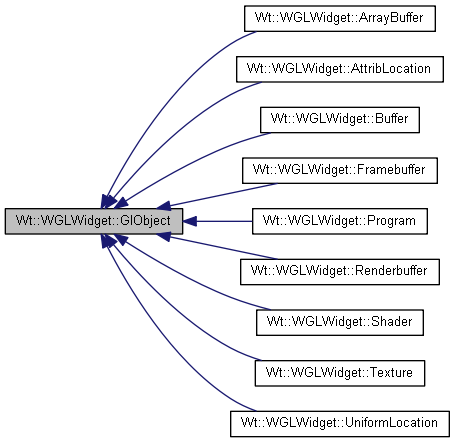 Wt::WGLWidget::ArrayBuffer
Wt::WGLWidget::AttribLocation
Wt::WGLWidget::Buffer
Wt::WGLWidget::Framebuffer
Wt::WGLWidget::GlObject
Wt::WGLWidget::Program
Wt::WGLWidget::Renderbuffer
Wt::WGLWidget::Shader
Wt::WGLWidget::Texture
Wt::WGLWidget::UniformLocation